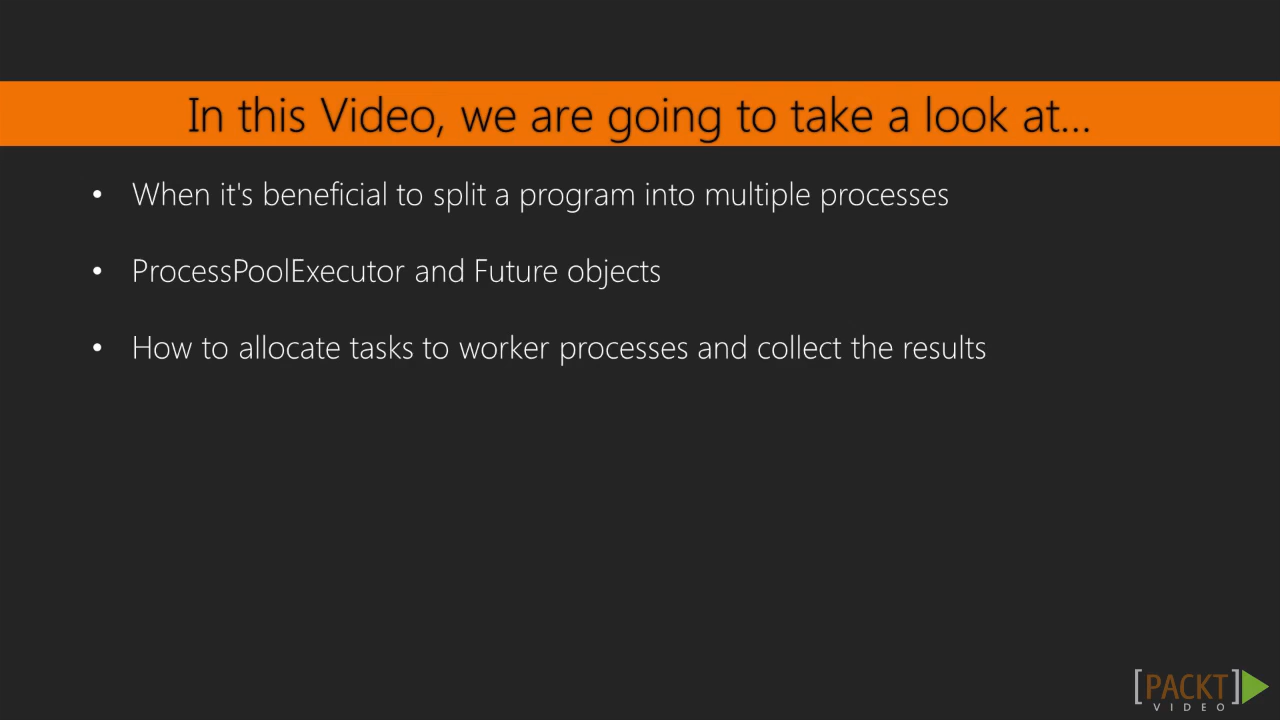 In this Video, we are going to take a look at...
• When it's beneficial to split a program into multiple processes
• ProcessPoolExecutor and Future objects
• How to allocate tasks to worker processes and collect the results
[PACKT]
VIDEO